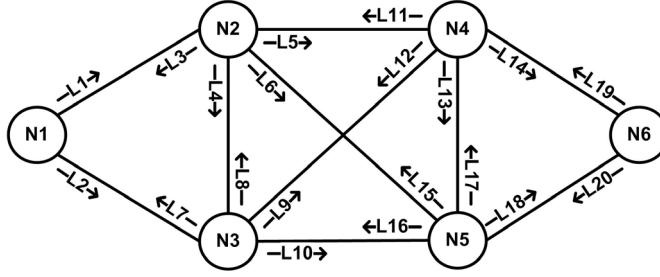 N2
N4
←L11–
–L5→
←L3–
–L1→
–L4→
–L6→
←L12–
–L13→
–L14→
←L19–
N1
N6
–L2→
←L7–
←L8–
–L9→
←L15–
←L17–
–L18→
←L20–
←L16–
N3
–L10→
N5